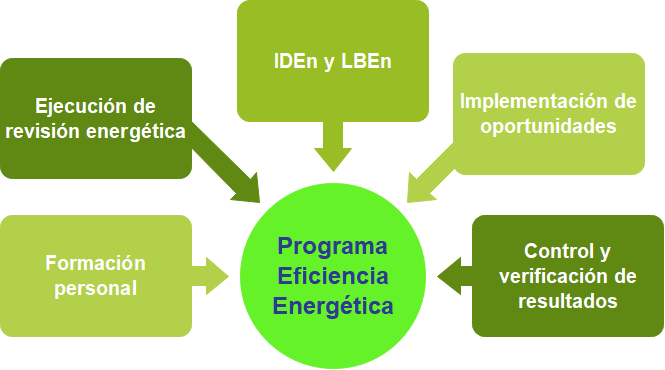 IDEn y LBEn
Ejecución de
revisión energética
Implementación de
oportunidades
Formación
personal
Programa
Eficiencia
Energética
Control y
verificación de
resultados